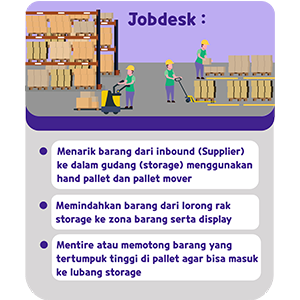 Jobdesk :
Menarik barang dari inbound (Supplier)
ke dalam gudang (storage) menggunakan
hand pallet dan pallet mover
Memindahkan barang dari lorong rak
storage ke zona barang serta display
Mentire atau memotong barang yang
tertumpuk tinggi di pallet agar bisa masuk
ke lubang storage